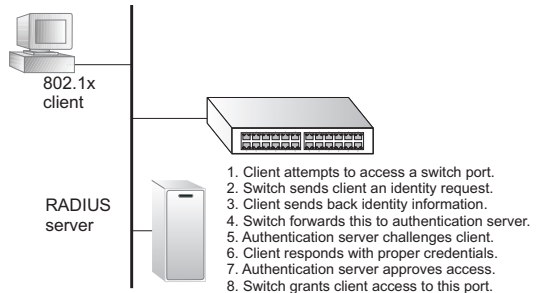 802.1x
client
RADIUS
server
1. Client attempts to access a switch port.
2. Switch sends client an identity request.
3. Client sends back identity information.
4. Switch forwards this to authentication server.
5. Authentication server challenges client.
6. Client responds with proper credentials.
7. Authentication server approves access.
8. Switch grants client access to this port.